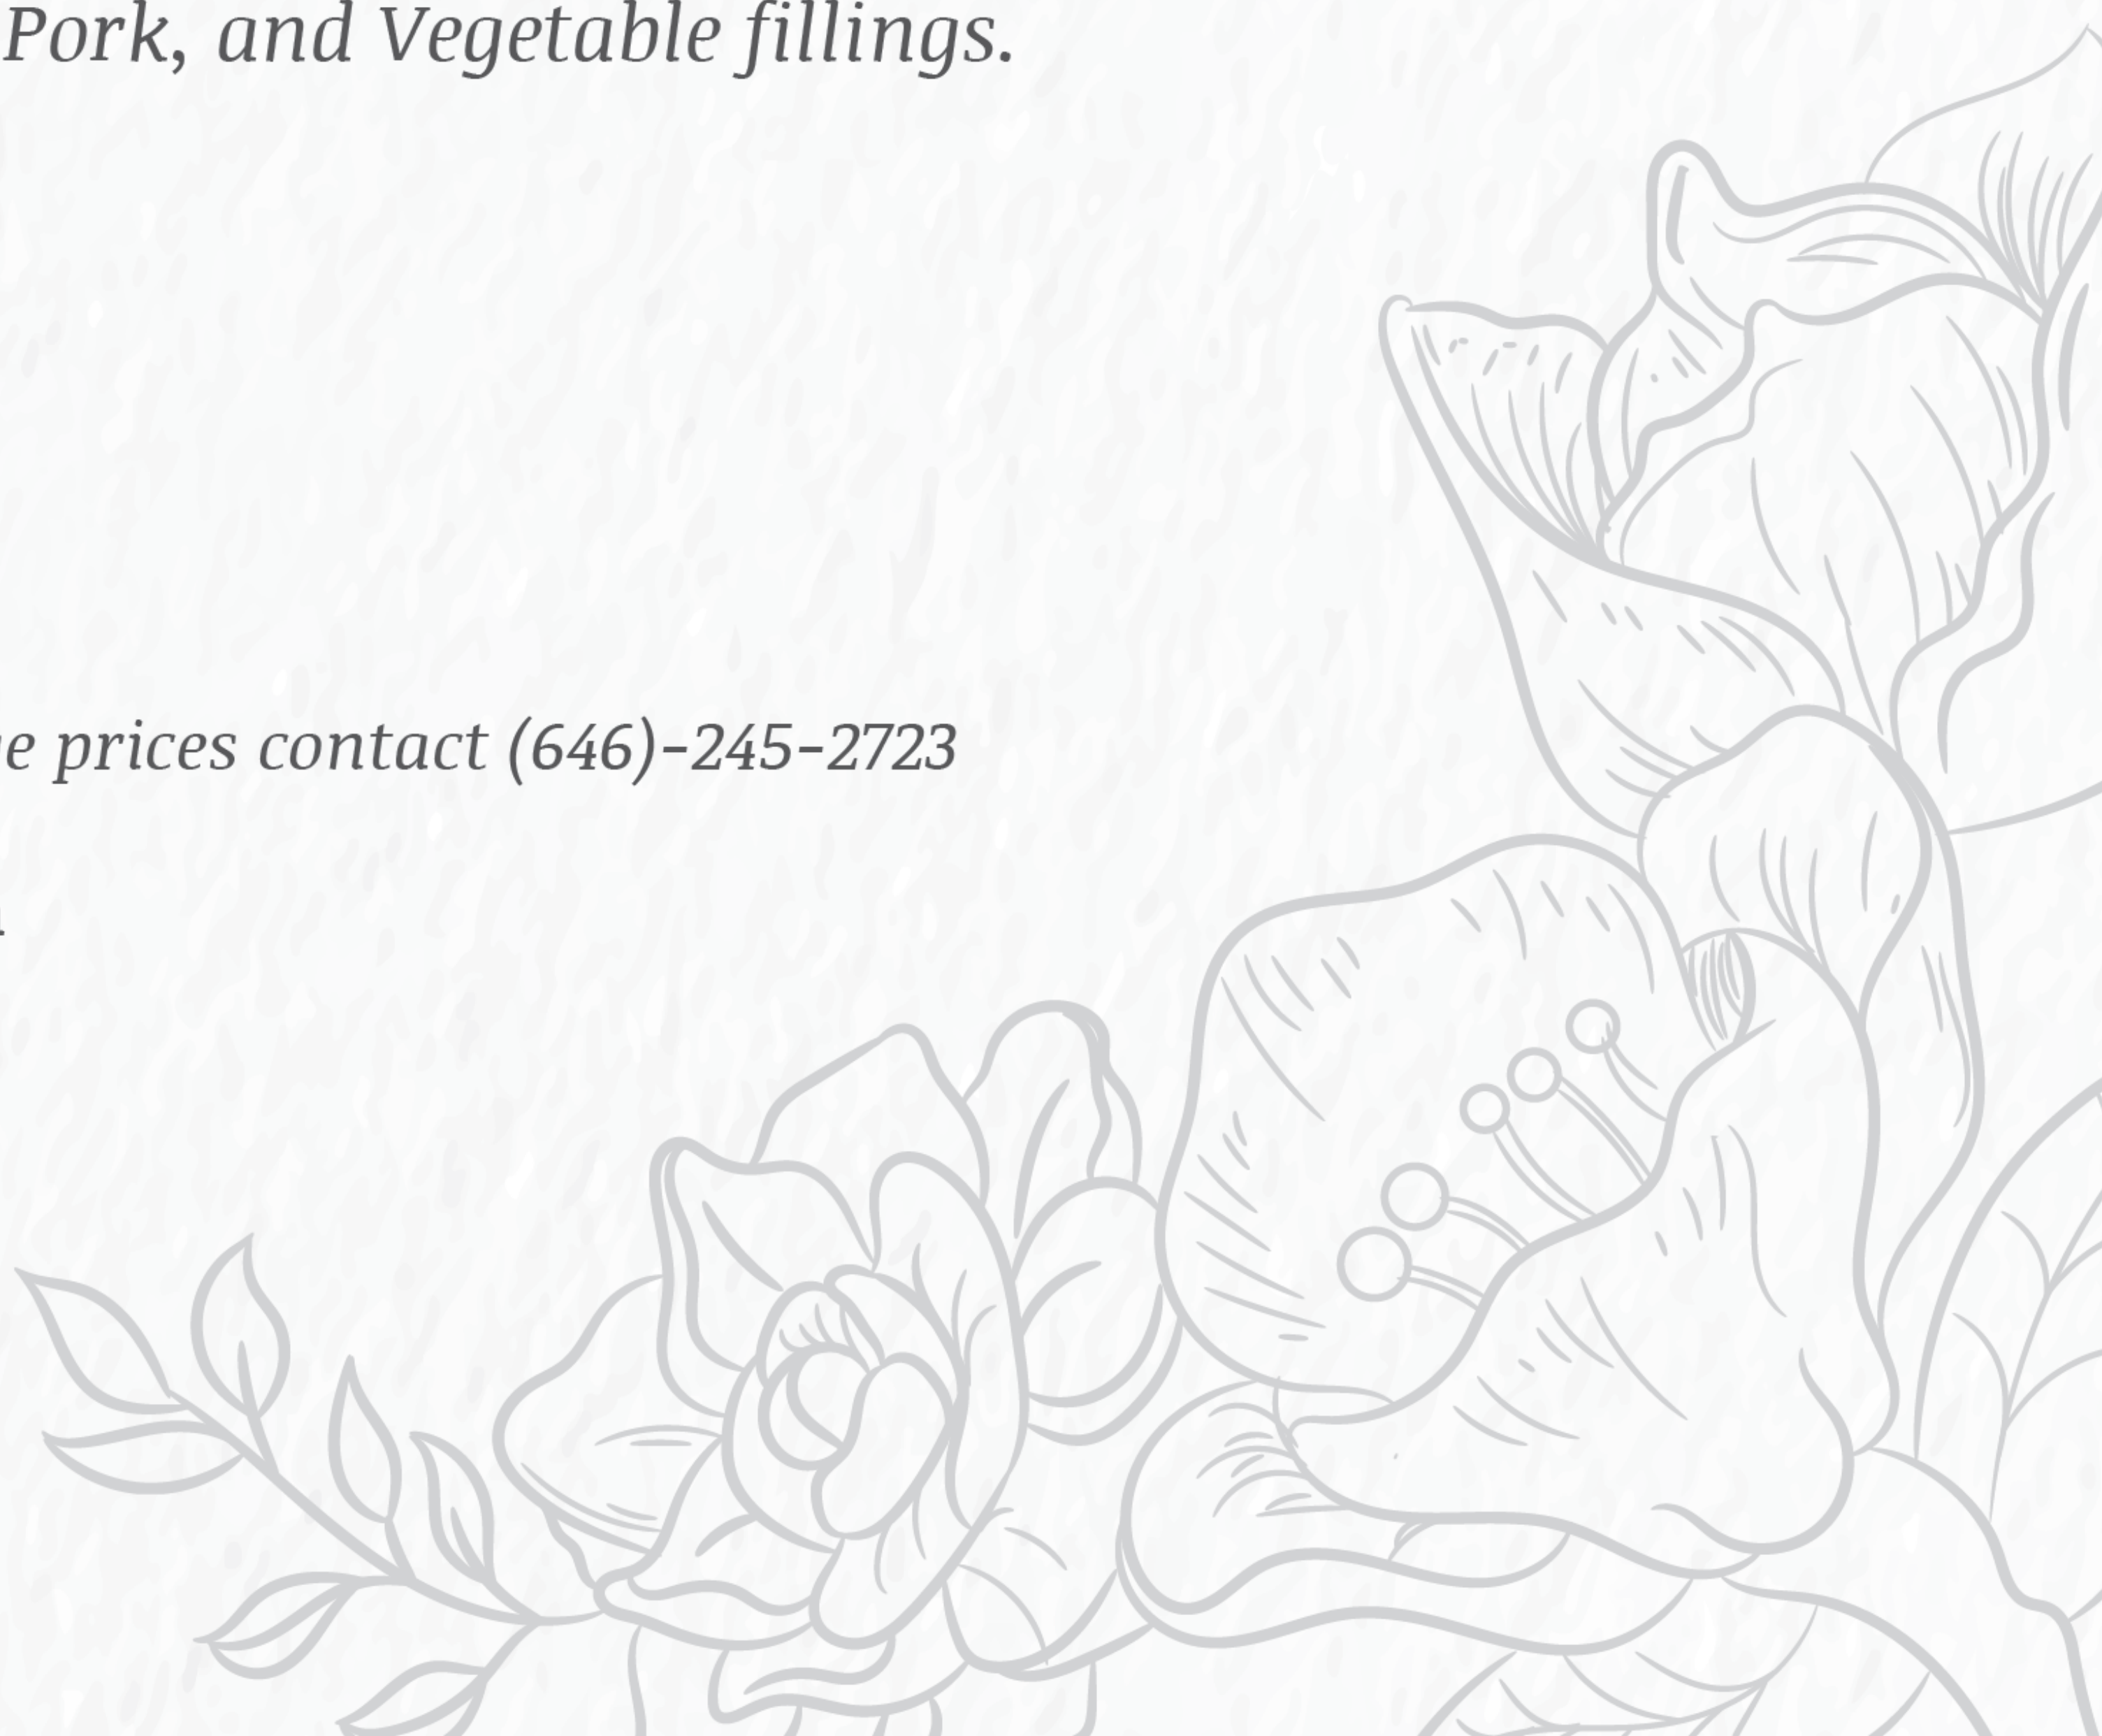 Pork, and Vegetable fillings.
prices contact (646)-245-2723